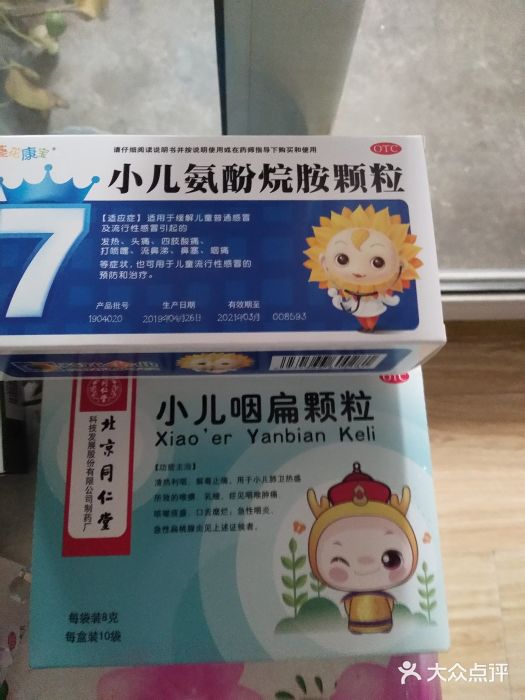 葵花康宝
请仔细阅读说明书并按说明使用或在药师指导下购买和使用
OTC
小儿氨酚烷胺颗粒
7
【适应症】适用于缓解儿童普通感冒
及流行性感冒引起的
发热、头痛、四肢酸痛、
打喷嚏、流鼻涕、鼻塞、咽痛
等症状，也可用于儿童流行性感冒的
预防和治疗。
产品批号 生产日期 有效期至
1904020 2019年04月26日 2021年03月 008593
OTC
北京同仁堂
科技发展股份有限公司制药厂
小儿咽扁颗粒
Xiao'er Yanbian Keli
【功能主治】
清热利咽，解毒止痛。用于小儿肺卫热盛
所致的喉痹、乳蛾，症见咽喉肿痛、
咳嗽痰盛、口舌糜烂；急性咽炎、
急性扁桃腺炎见上述证候者。
每袋装8克
每盒装10袋
大众点评